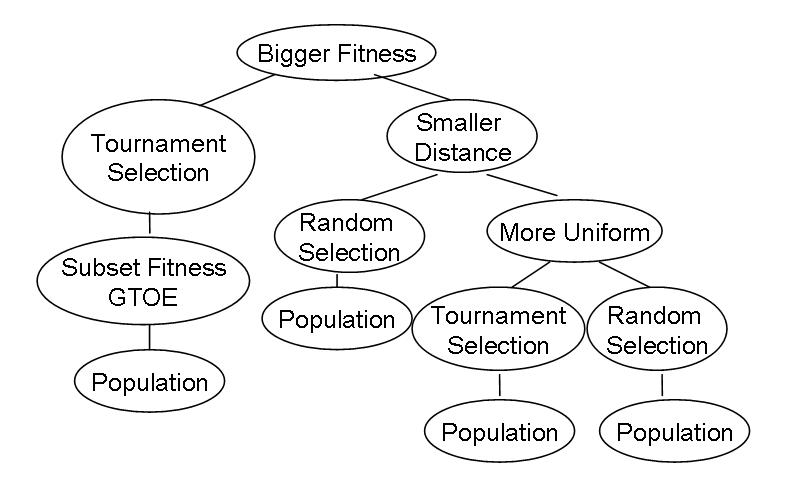 Bigger Fitness
Tournament
Selection
Smaller
Distance
Random
Selection
More Uniform
Subset Fitness
GTOE
Population
Tournament
Selection
Random
Selection
Population
Population
Population